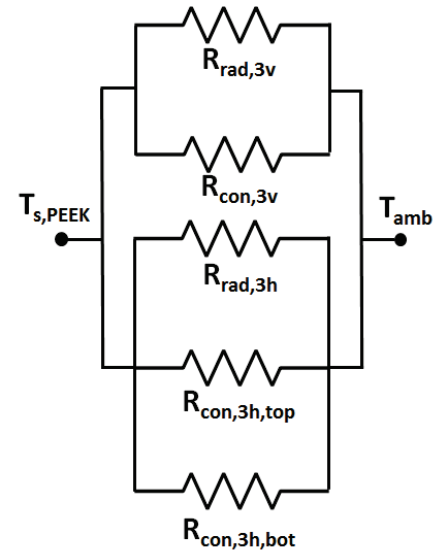 R_rad,3v
R_con,3v
T_s,PEEK
T_amb
R_rad,3h
R_con,3h,top
R_con,3h,bot